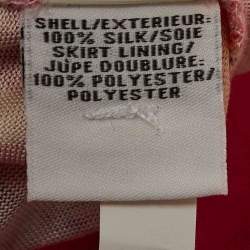 SHELL/EXTERIEUR:
100% SILK/SOIE
SKIRT LINING/
JUPE DOUBLURE:
100% POLYESTER/
POLYESTER